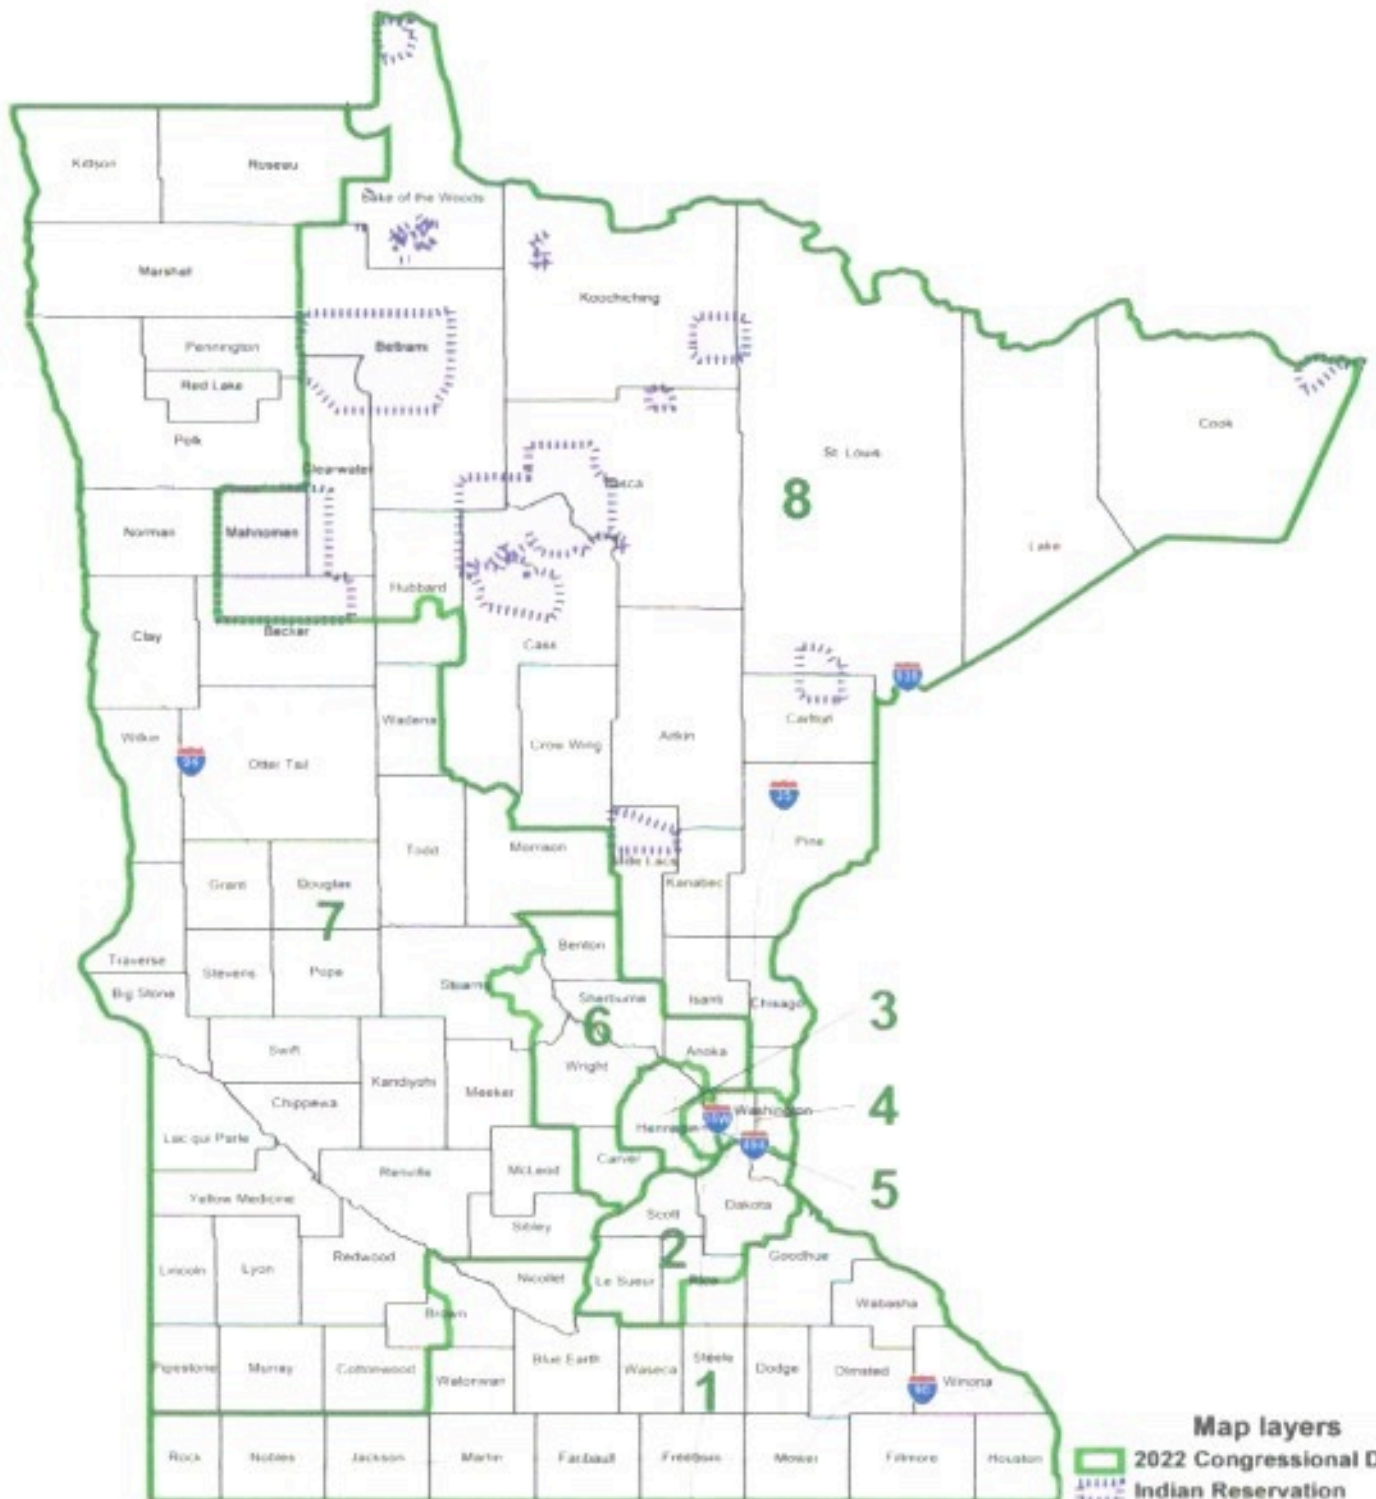 Kittson
Roseau
Lake of the Woods
Marshall
Koochiching
Pennington
Beltrami
Red Lake
Cook
Polk
St. Louis
Clearwater
Itasca
8
Norman
Mahnomen
Lake
Hubbard
Clay
Becker
Cass
Wadena
Carlton
Wilkin
Crow Wing
Aitkin
94
Otter Tail
35
Pine
Todd
Morrison
Mille Lacs
Grant
Douglas
Kanabec
7
Benton
Traverse
Stevens
Pope
Stearns
Big Stone
Sherburne
Isanti
Chisago
3
6
Swift
Anoka
Wright
Kandiyohi
Meeker
Chippewa
4
Washington
Lac qui Parle
Hennepin
Renville
McLeod
Carver
5
Yellow Medicine
Dakota
Scott
Sibley
2
Lincoln
Lyon
Redwood
Goodhue
Nicollet
Le Sueur
Rice
Wabasha
Brown
Pipestone
Murray
Cottonwood
Watonwan
Blue Earth
Waseca
Steele
Dodge
Olmsted
Winona
1
90
Map layers
2022 Congressional D
Indian Reservation
Rock
Nobles
Jackson
Martin
Faribault
Freeborn
Mower
Fillmore
Houston